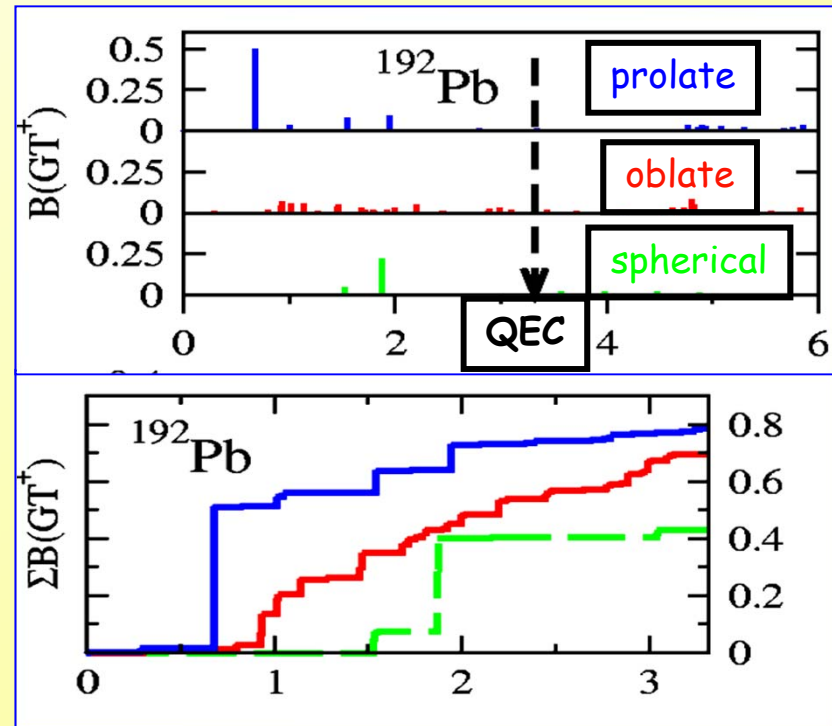 0.5
0.25
0
0.25
0
0.25
0
B(GT⁺)
¹⁹²Pb
prolate
oblate
spherical
QEC
0 2 4 6
¹⁹²Pb
ΣB(GT⁺)
0.8
0.6
0.4
0.2
0
0 1 2 3